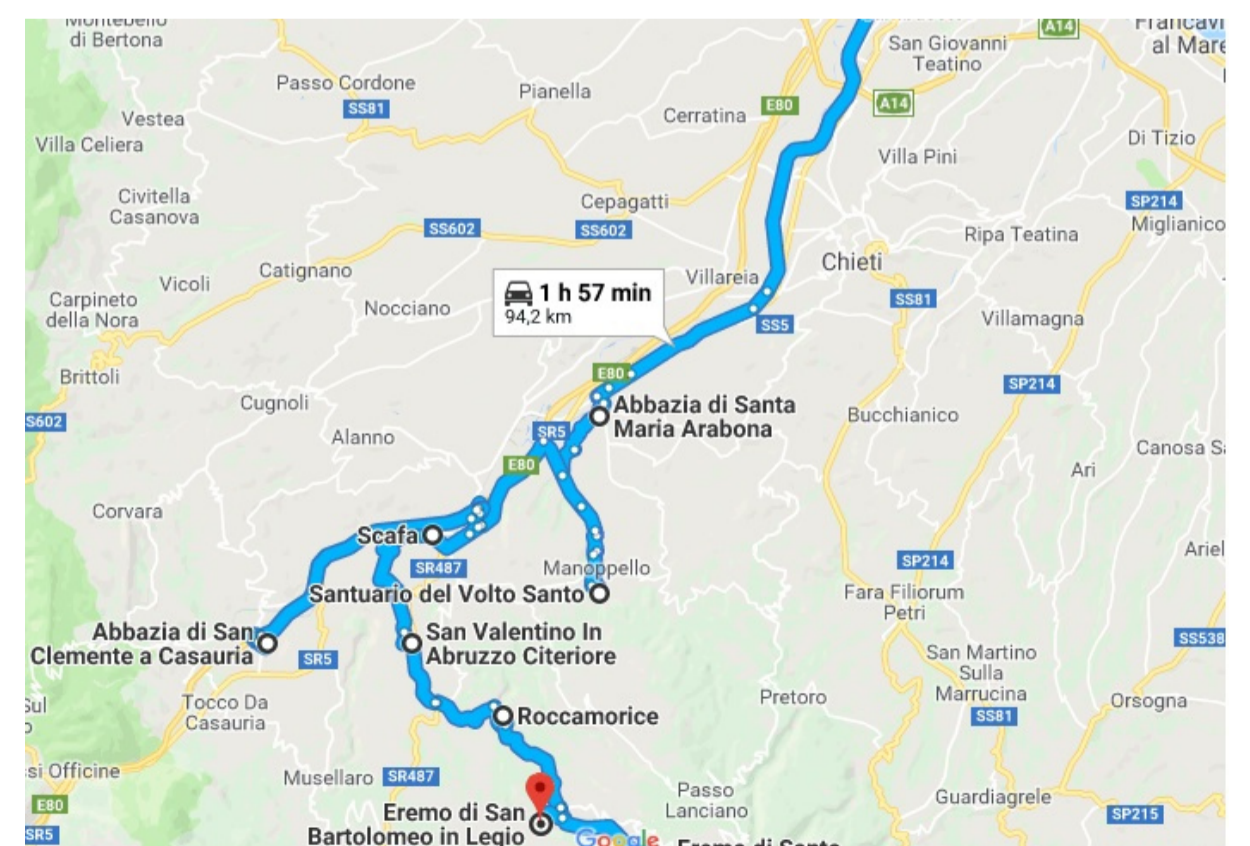 Montebello
di Bertona
Francavi
al Mare
A14
San Giovanni
Teatino
Passo Cordone
SS81
Pianella
E80
A14
Cerratina
Vestea
Villa Celiera
Di Tizio
Villa Pini
Civitella
Casanova
Cepagatti
SP214
Miglianico
SS602
SS602
Ripa Teatina
Chieti
Catignano
Villareia
Vicoli
Carpineto
della Nora
Nocciano
1 h 57 min
94,2 km
SS81
Villamagna
SS5
Brittoli
E80
SP214
Cugnoli
Abbazia di Santa
Maria Arabona
Bucchianico
S602
Alanno
SR5
E80
Canosa Sa
Ari
Corvara
Scafa
SR487
Manoppello
SP214
Ariel
Santuario del Volto Santo
Fara Filiorum
Petri
Abbazia di San
Clemente a Casauria
SR5
San Valentino In
Abruzzo Citeriore
SS538
San Martino
Sulla
Marrucina
SS81
Tocco Da
Casauria
Roccamorice
Pretoro
Orsogna
si Officine
Musellaro
SR487
E80
SR5
Passo
Lanciano
Guardiagrele
SP215
Eremo di San
Bartolomeo in Legio
Google